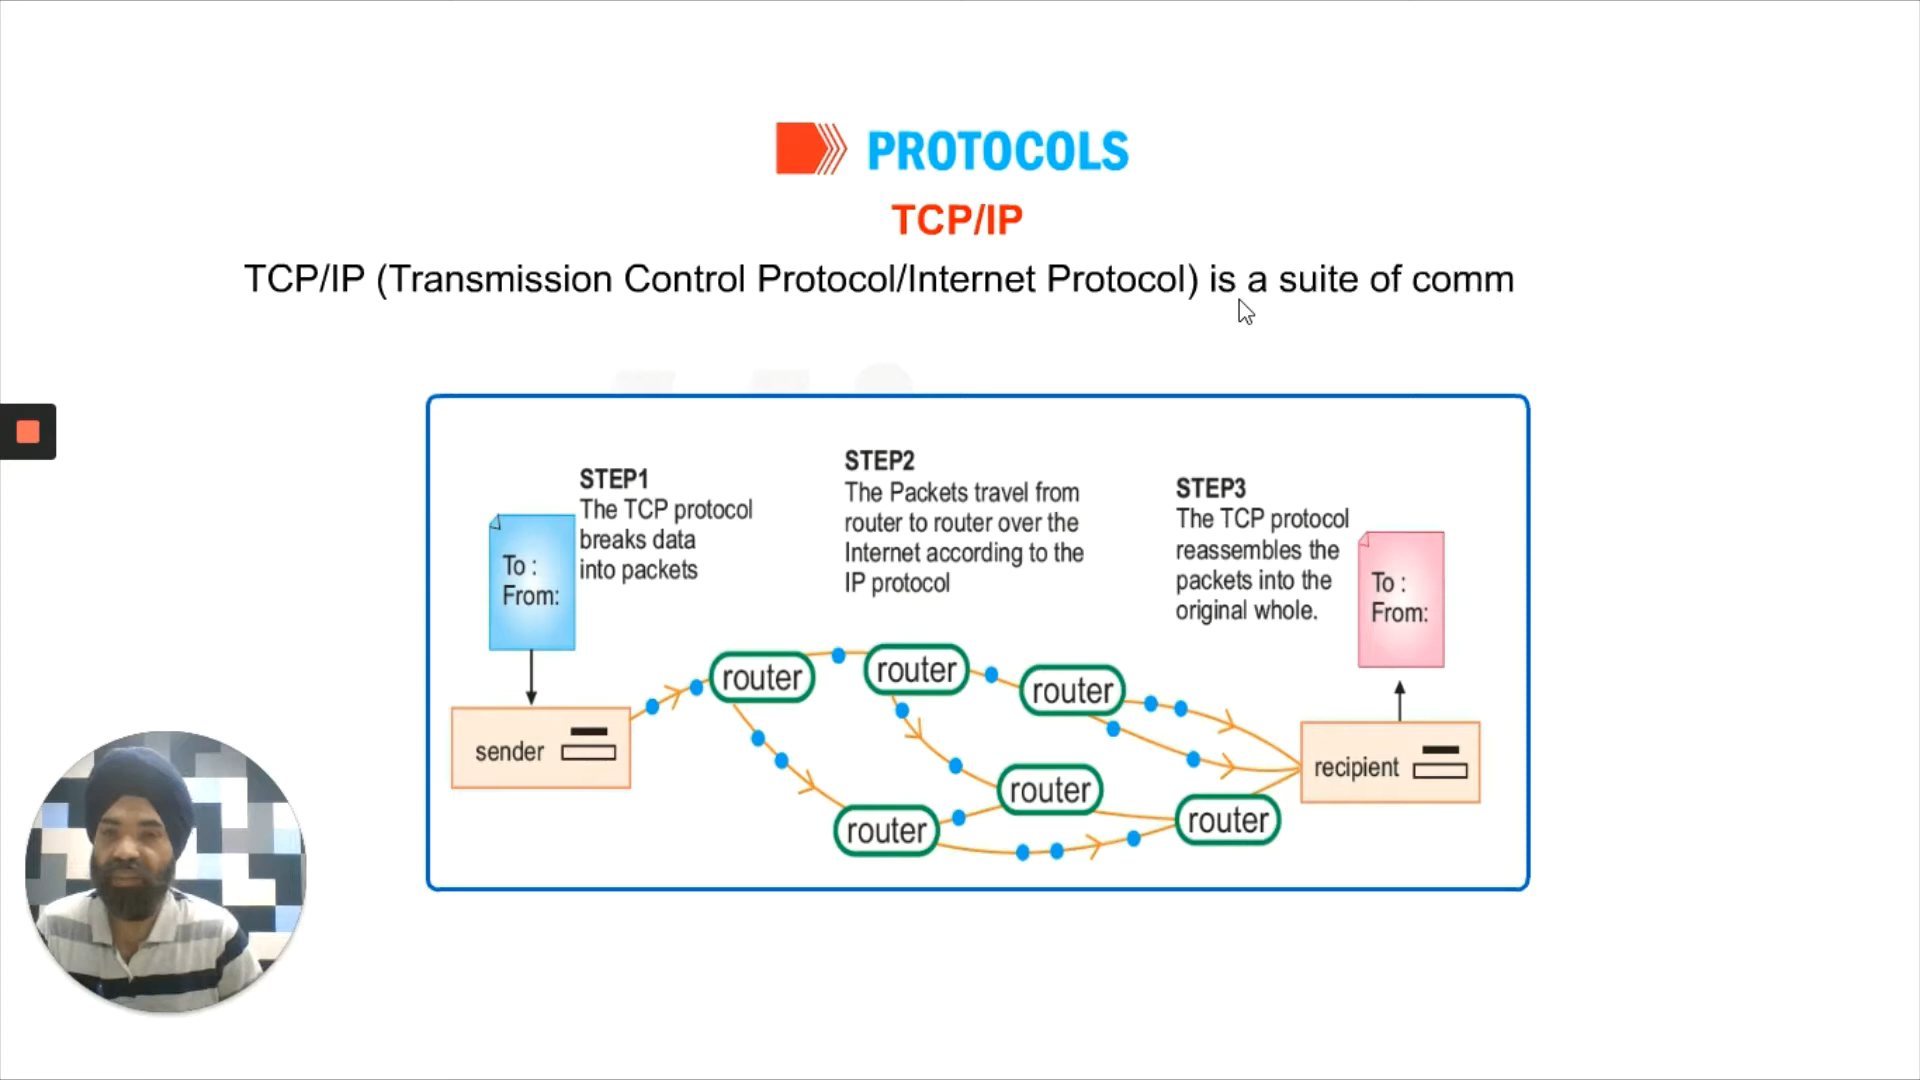 PROTOCOLS
TCP/IP
TCP/IP (Transmission Control Protocol/Internet Protocol) is a suite of comm
STEP1
The TCP protocol
breaks data
into packets
STEP2
The Packets travel from
router to router over the
Internet according to the
IP protocol
STEP3
The TCP protocol
reassembles the
packets into the
original whole.
To :
From:
To :
From:
router
router
router
sender
recipient
router
router
router